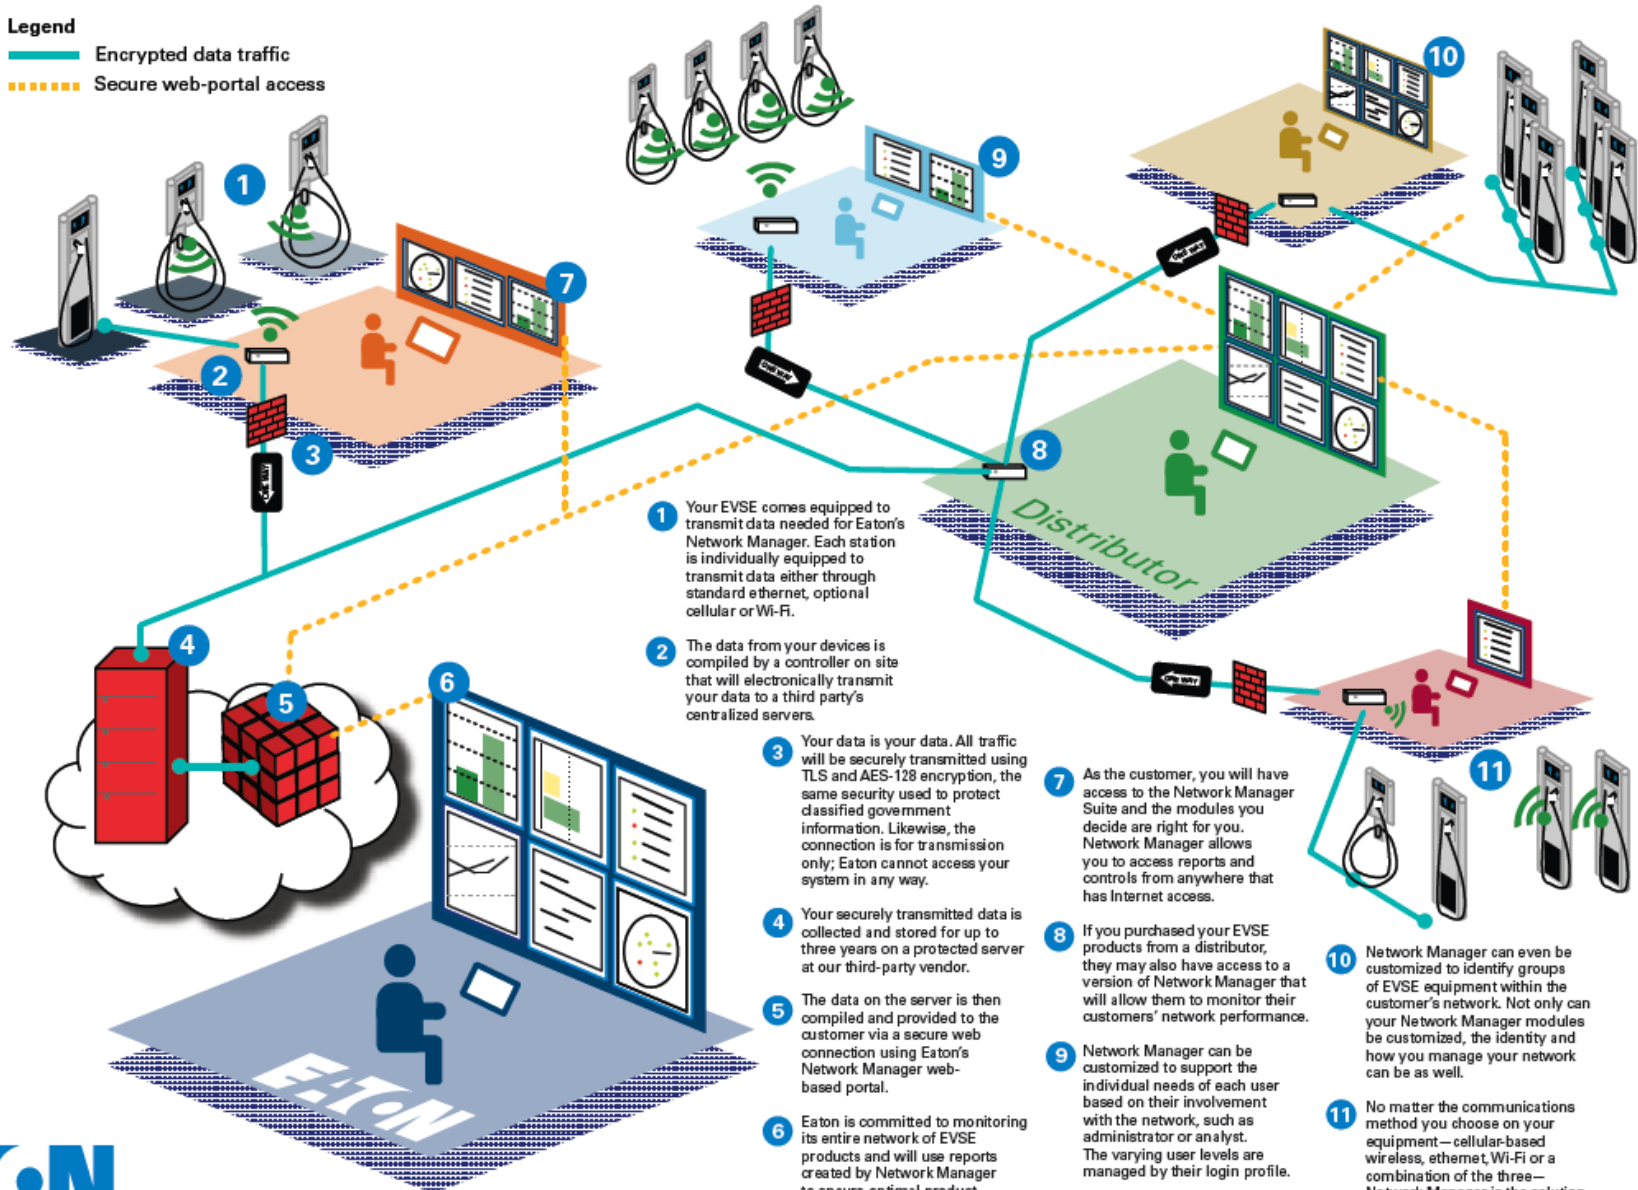 Legend
Encrypted data traffic
Secure web-portal access
1
2
3
4
5
6
7
8
9
10
11
ONE WAY
ONE WAY
ONE WAY
ONE WAY
Distributor
EATON
1 Your EVSE comes equipped to
transmit data needed for Eaton's
Network Manager. Each station
is individually equipped to
transmit data either through
standard ethernet, optional
cellular or Wi-Fi.
2 The data from your devices is
compiled by a controller on site
that will electronically transmit
your data to a third party's
centralized servers.
3 Your data is your data. All traffic
will be securely transmitted using
TLS and AES-128 encryption, the
same security used to protect
classified government
information. Likewise, the
connection is for transmission
only; Eaton cannot access your
system in any way.
4 Your securely transmitted data is
collected and stored for up to
three years on a protected server
at our third-party vendor.
5 The data on the server is then
compiled and provided to the
customer via a secure web
connection using Eaton's
Network Manager web-
based portal.
6 Eaton is committed to monitoring
its entire network of EVSE
products and will use reports
created by Network Manager
to ensure optimal product
7 As the customer, you will have
access to the Network Manager
Suite and the modules you
decide are right for you.
Network Manager allows
you to access reports and
controls from anywhere that
has Internet access.
8 If you purchased your EVSE
products from a distributor,
they may also have access to a
version of Network Manager that
will allow them to monitor their
customers' network performance.
9 Network Manager can be
customized to support the
individual needs of each user
based on their involvement
with the network, such as
administrator or analyst.
The varying user levels are
managed by their login profile.
10 Network Manager can even be
customized to identify groups
of EVSE equipment within the
customer's network. Not only can
your Network Manager modules
be customized, the identity and
how you manage your network
can be as well.
11 No matter the communications
method you choose on your
equipment—cellular-based
wireless, ethernet, Wi-Fi or a
combination of the three—
Network Manager is the solution